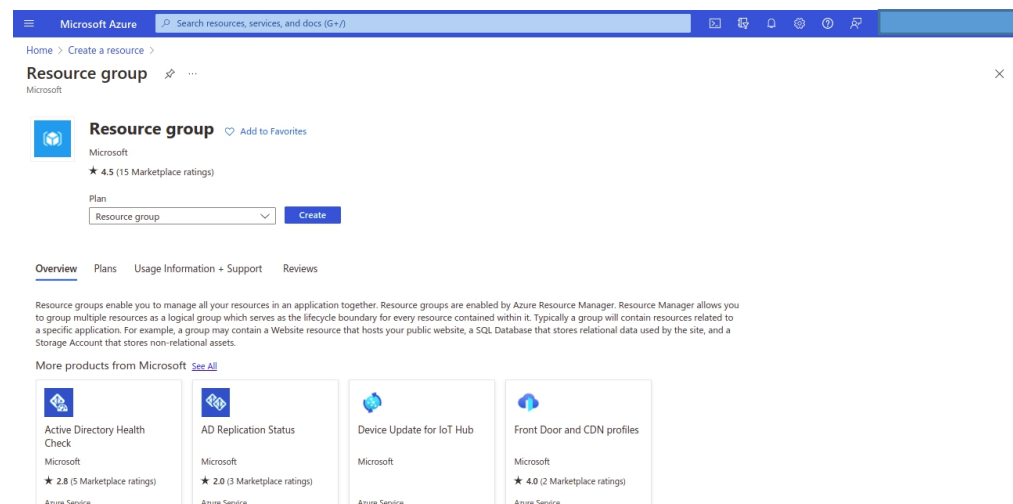 Microsoft Azure
Search resources, services, and docs (G+/)
Home > Create a resource >
Resource group
Microsoft
Resource group
Add to Favorites
Microsoft
★ 4.5 (15 Marketplace ratings)
Plan
Resource group
Create
Overview
Plans
Usage Information + Support
Reviews
Resource groups enable you to manage all your resources in an application together. Resource groups are enabled by Azure Resource Manager. Resource Manager allows you
to group multiple resources as a logical group which serves as the lifecycle boundary for every resource contained within it. Typically a group will contain resources related to
a specific application. For example, a group may contain a Website resource that hosts your public website, a SQL Database that stores relational data used by the site, and a
Storage Account that stores non-relational assets.
More products from Microsoft See All
Active Directory Health
Check
Microsoft
★ 2.8 (5 Marketplace ratings)
Azure Service
AD Replication Status
Microsoft
★ 2.0 (3 Marketplace ratings)
Azure Service
Device Update for IoT Hub
Microsoft
Azure Service
Front Door and CDN profiles
Microsoft
★ 4.0 (2 Marketplace ratings)
Azure Service